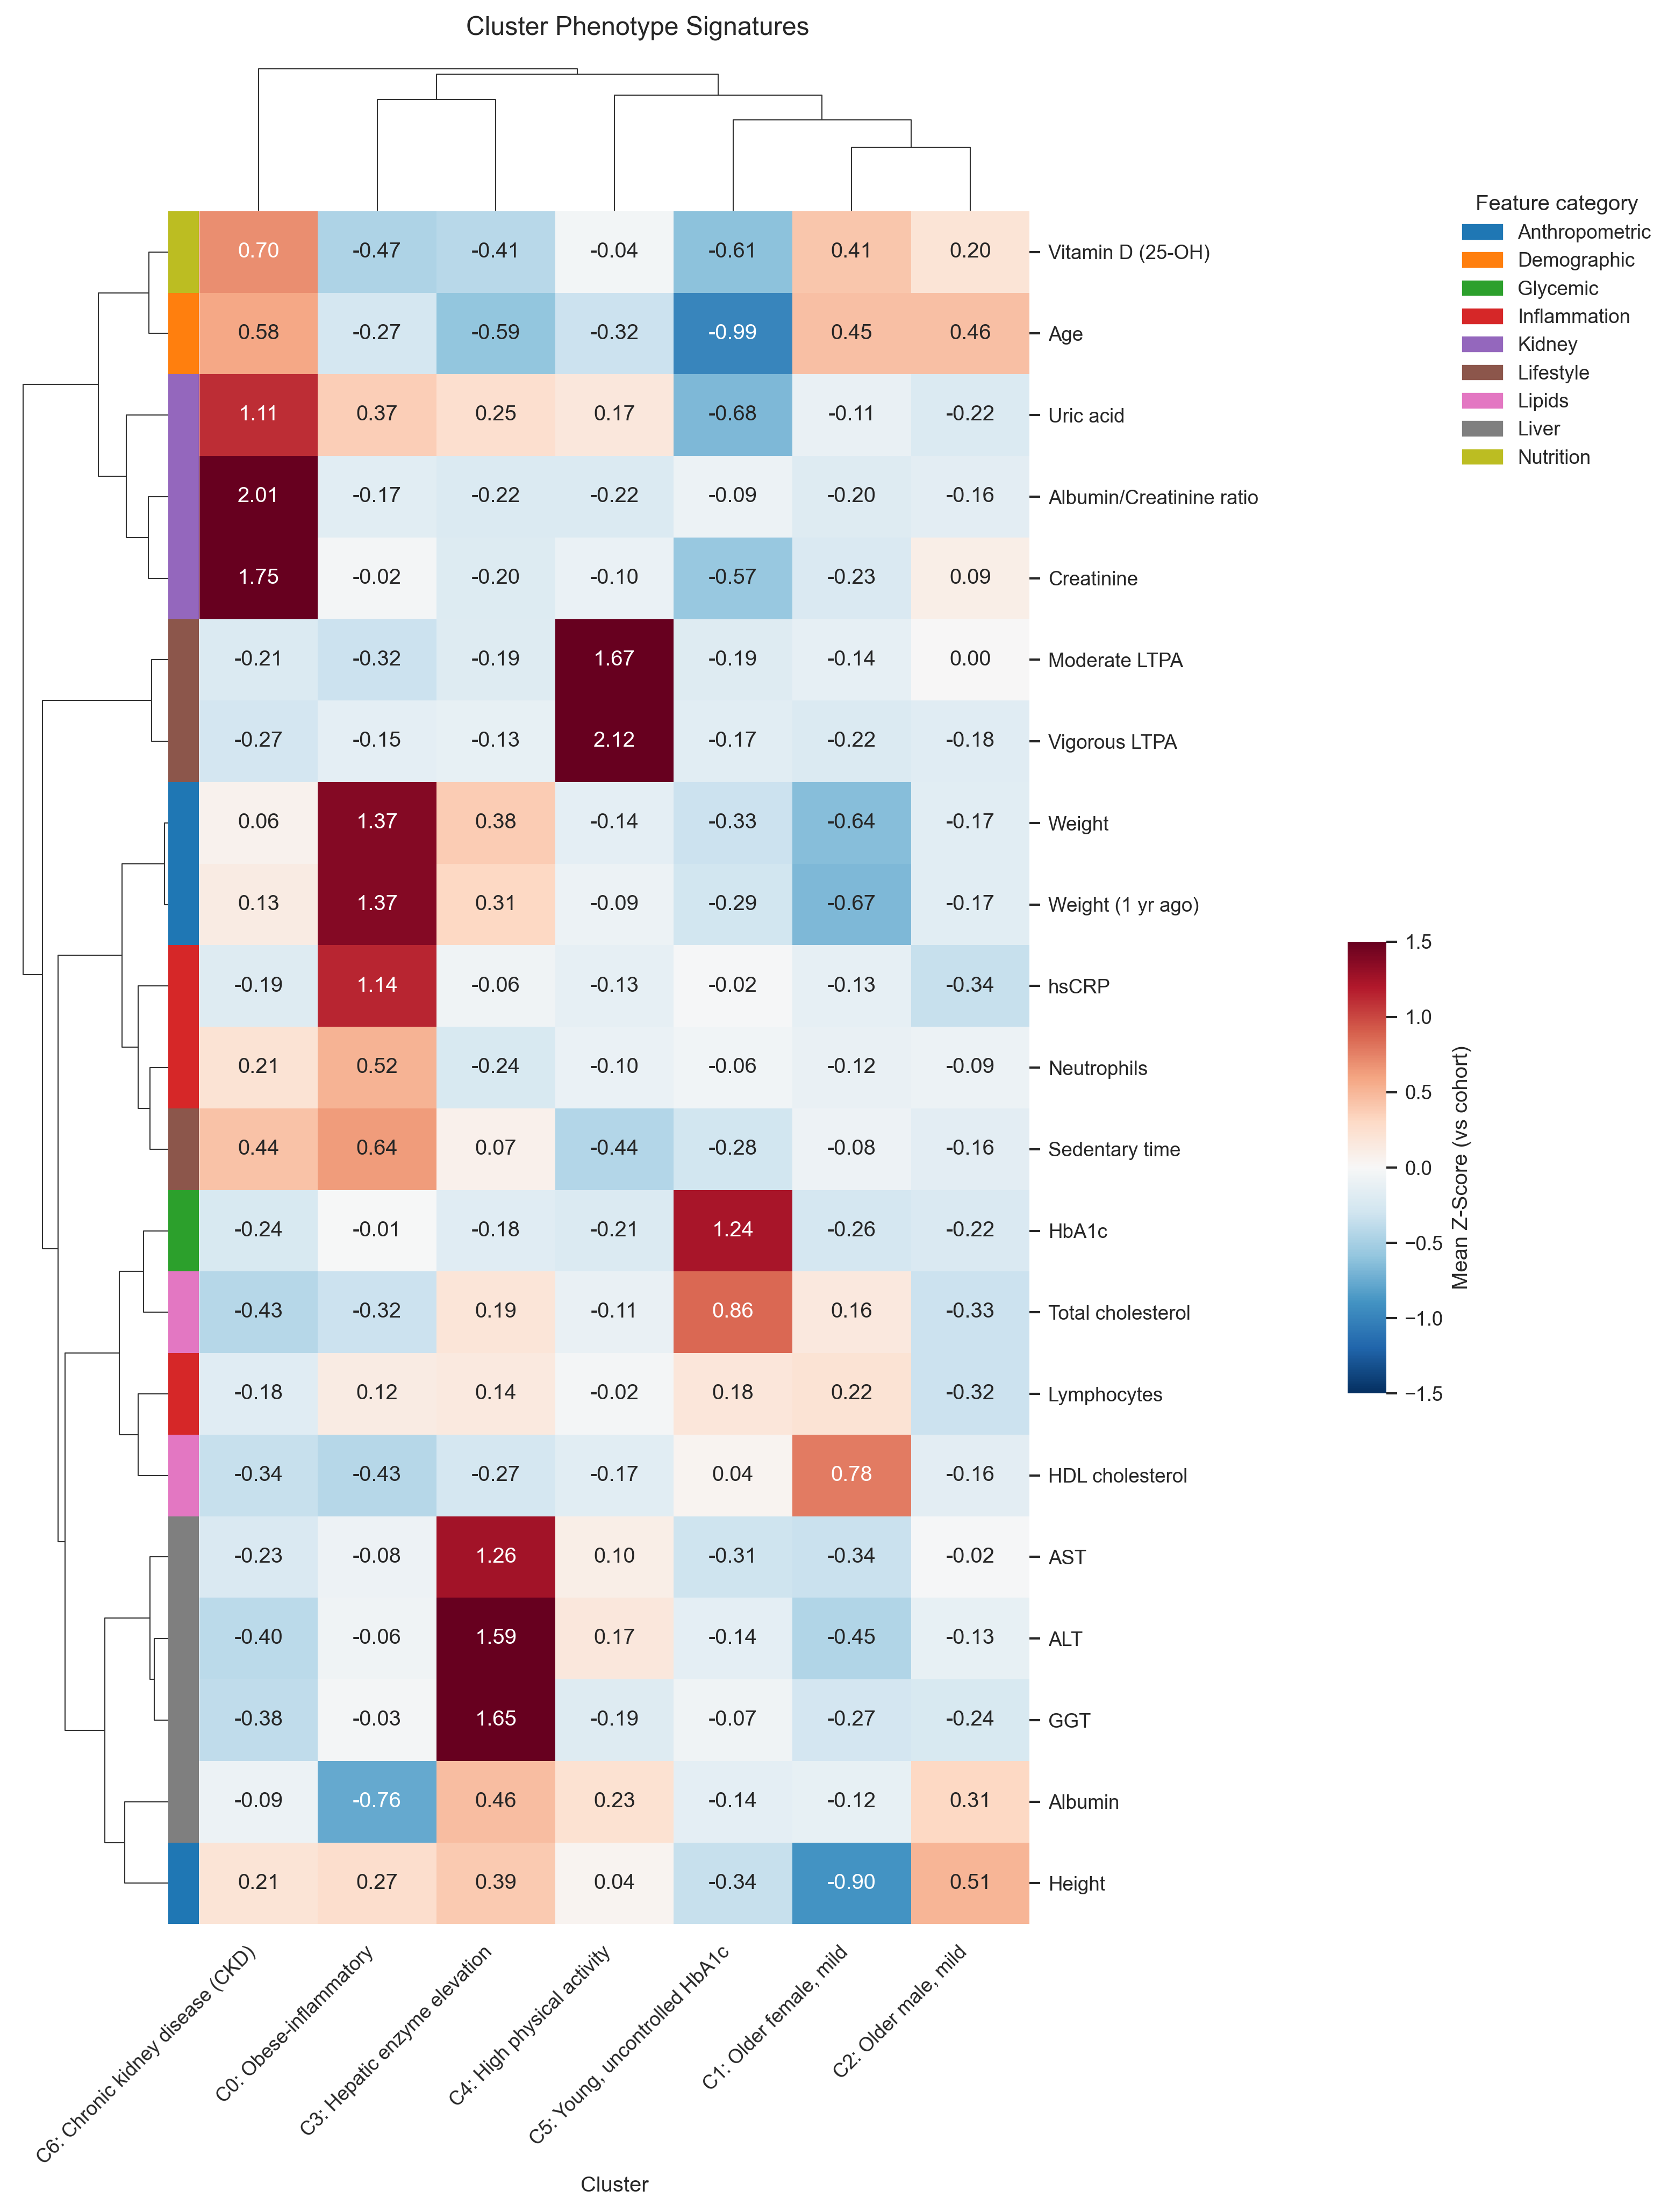 Cluster Phenotype Signatures
Feature category
Anthropometric
Demographic
Glycemic
Inflammation
Kidney
Lifestyle
Lipids
Liver
Nutrition
0.70 -0.47 -0.41 -0.04 -0.61 0.41 0.20 Vitamin D (25-OH)
0.58 -0.27 -0.59 -0.32 -0.99 0.45 0.46 Age
1.11 0.37 0.25 0.17 -0.68 -0.11 -0.22 Uric acid
2.01 -0.17 -0.22 -0.22 -0.09 -0.20 -0.16 Albumin/Creatinine ratio
1.75 -0.02 -0.20 -0.10 -0.57 -0.23 0.09 Creatinine
-0.21 -0.32 -0.19 1.67 -0.19 -0.14 0.00 Moderate LTPA
-0.27 -0.15 -0.13 2.12 -0.17 -0.22 -0.18 Vigorous LTPA
0.06 1.37 0.38 -0.14 -0.33 -0.64 -0.17 Weight
0.13 1.37 0.31 -0.09 -0.29 -0.67 -0.17 Weight (1 yr ago)
-0.19 1.14 -0.06 -0.13 -0.02 -0.13 -0.34 hsCRP
0.21 0.52 -0.24 -0.10 -0.06 -0.12 -0.09 Neutrophils
0.44 0.64 0.07 -0.44 -0.28 -0.08 -0.16 Sedentary time
-0.24 -0.01 -0.18 -0.21 1.24 -0.26 -0.22 HbA1c
-0.43 -0.32 0.19 -0.11 0.86 0.16 -0.33 Total cholesterol
-0.18 0.12 0.14 -0.02 0.18 0.22 -0.32 Lymphocytes
-0.34 -0.43 -0.27 -0.17 0.04 0.78 -0.16 HDL cholesterol
-0.23 -0.08 1.26 0.10 -0.31 -0.34 -0.02 AST
-0.40 -0.06 1.59 0.17 -0.14 -0.45 -0.13 ALT
-0.38 -0.03 1.65 -0.19 -0.07 -0.27 -0.24 GGT
-0.09 -0.76 0.46 0.23 -0.14 -0.12 0.31 Albumin
0.21 0.27 0.39 0.04 -0.34 -0.90 0.51 Height
1.5
1.0
0.5
0.0
−0.5
−1.0
−1.5
Mean Z-Score (vs cohort)
C6: Chronic kidney disease (CKD)
C0: Obese-inflammatory
C3: Hepatic enzyme elevation
C4: High physical activity
C5: Young, uncontrolled HbA1c
C1: Older female, mild
C2: Older male, mild
Cluster